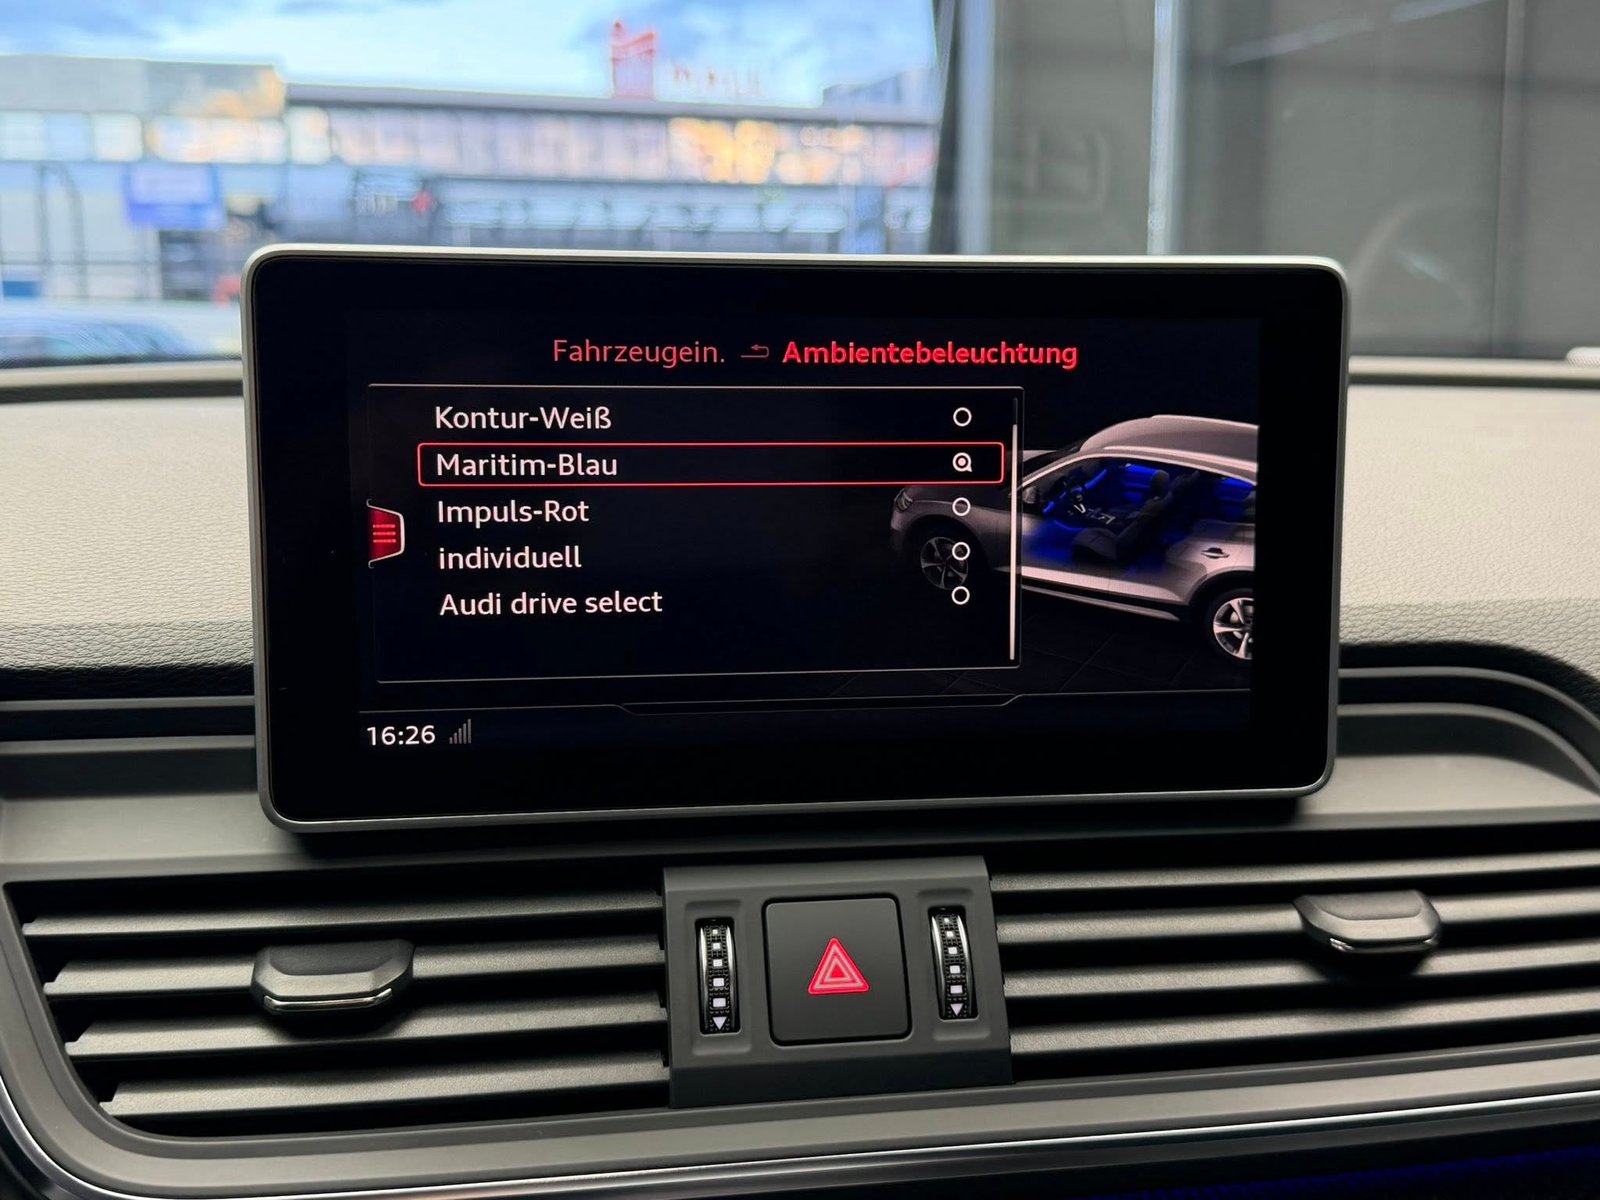 Fahrzeugein. Ambientebeleuchtung
Kontur-Weiß
Maritim-Blau
Impuls-Rot
individuell
Audi drive select
16:26